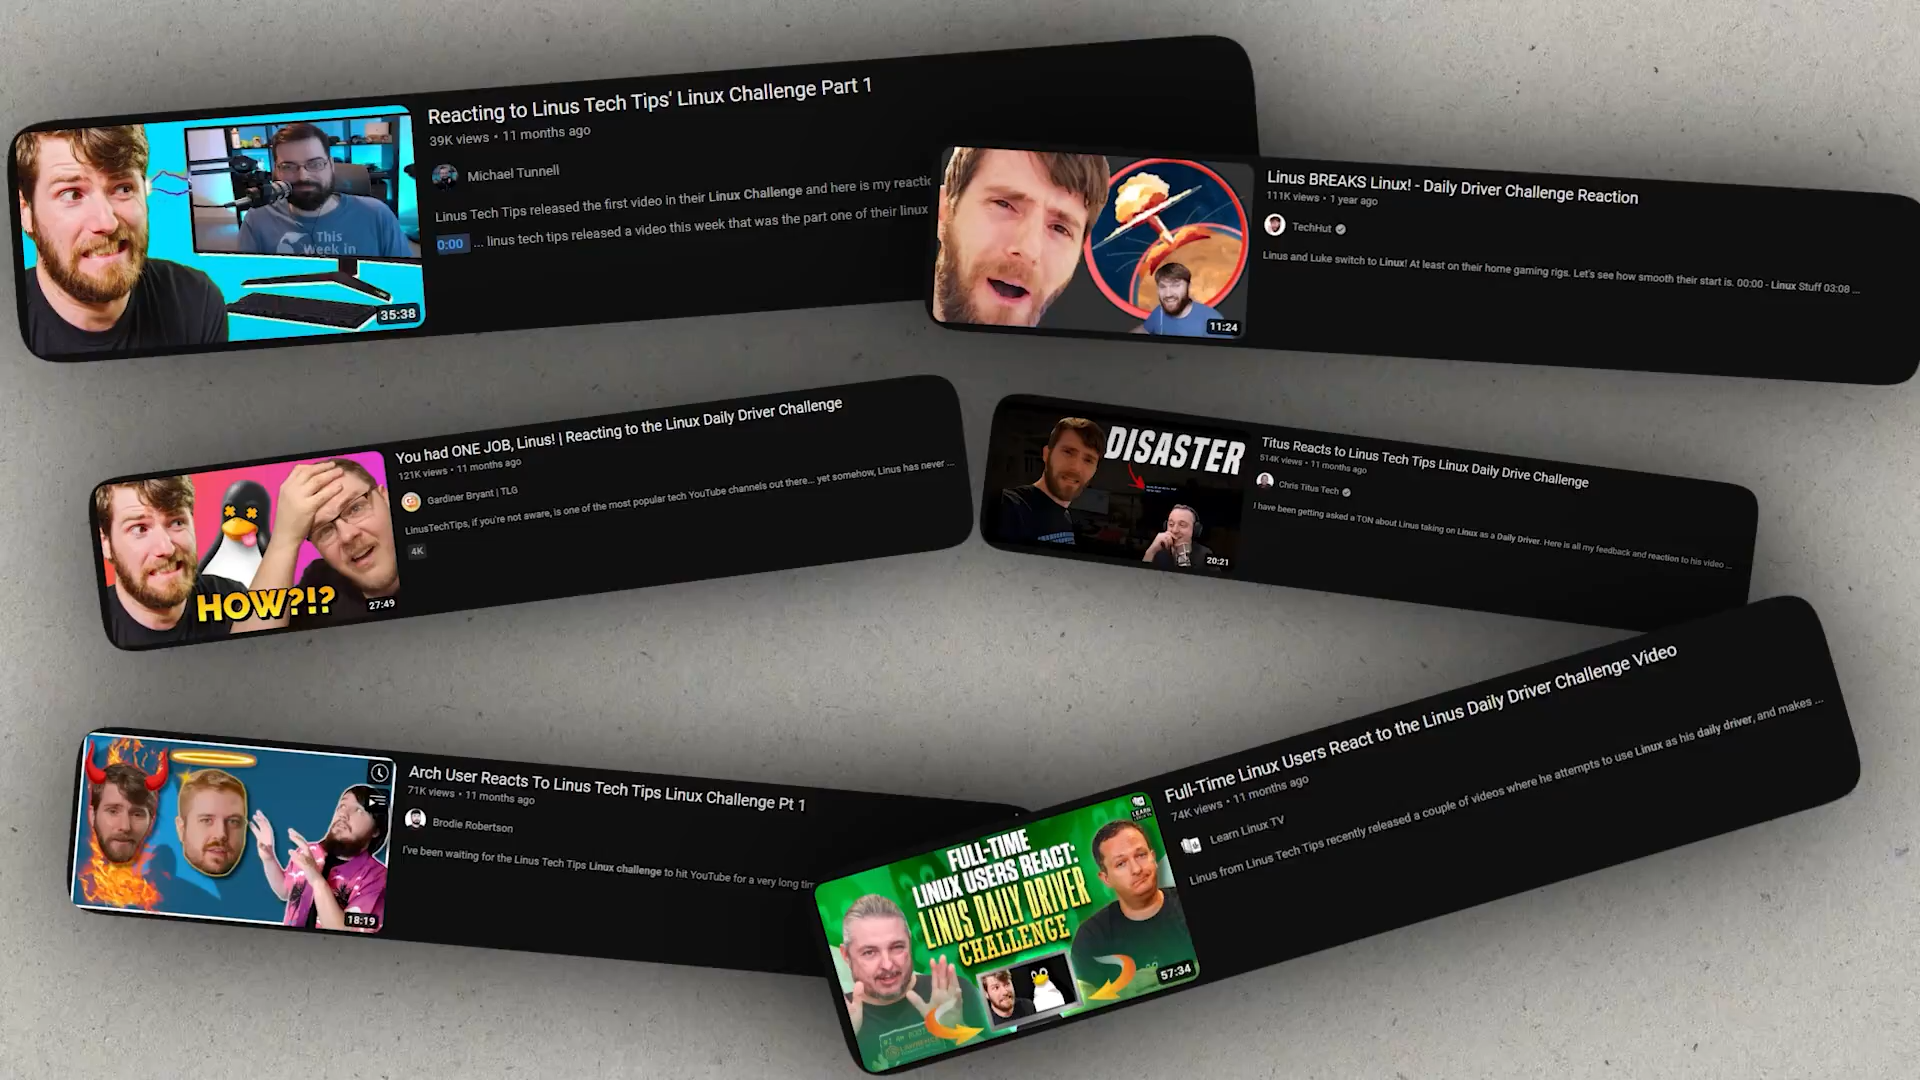 Reacting to Linus Tech Tips' Linux Challenge Part 1
39K views • 11 months ago
Michael Tunnell
Linus Tech Tips released the first video in their Linux Challenge and here is my reactio
0:00 ... linus tech tips released a video this week that was the part one of their linux
This
Week in
35:38
Linus BREAKS Linux! - Daily Driver Challenge Reaction
111K views • 1 year ago
TechHut
Linus and Luke switch to Linux! At least on their home gaming rigs. Let's see how smooth their start is. 00:00 - Linux Stuff 03:08 ...
11:24
You had ONE JOB, Linus! | Reacting to the Linux Daily Driver Challenge
121K views • 11 months ago
Gardiner Bryant | TLG
LinusTechTips, if you're not aware, is one of the most popular tech YouTube channels out there... yet somehow, Linus has never ...
4K
HOW?!?
27:49
DISASTER
20:21
Titus Reacts to Linus Tech Tips Linux Daily Drive Challenge
514K views • 11 months ago
Chris Titus Tech
I have been getting asked a TON about Linus taking on Linux as a Daily Driver. Here is all my feedback and reaction to his video ...
Arch User Reacts To Linus Tech Tips Linux Challenge Pt 1
71K views • 11 months ago
Brodie Robertson
I've been waiting for the Linus Tech Tips Linux challenge to hit YouTube for a very long tim
18:19
Full-Time Linux Users React to the Linus Daily Driver Challenge Video
74K views • 11 months ago
Learn Linux TV
Linus from Linus Tech Tips recently released a couple of videos where he attempts to use Linux as his daily driver, and makes ...
LEARN
FULL-TIME
LINUX USERS REACT:
LINUS DAILY DRIVER
CHALLENGE
57:34